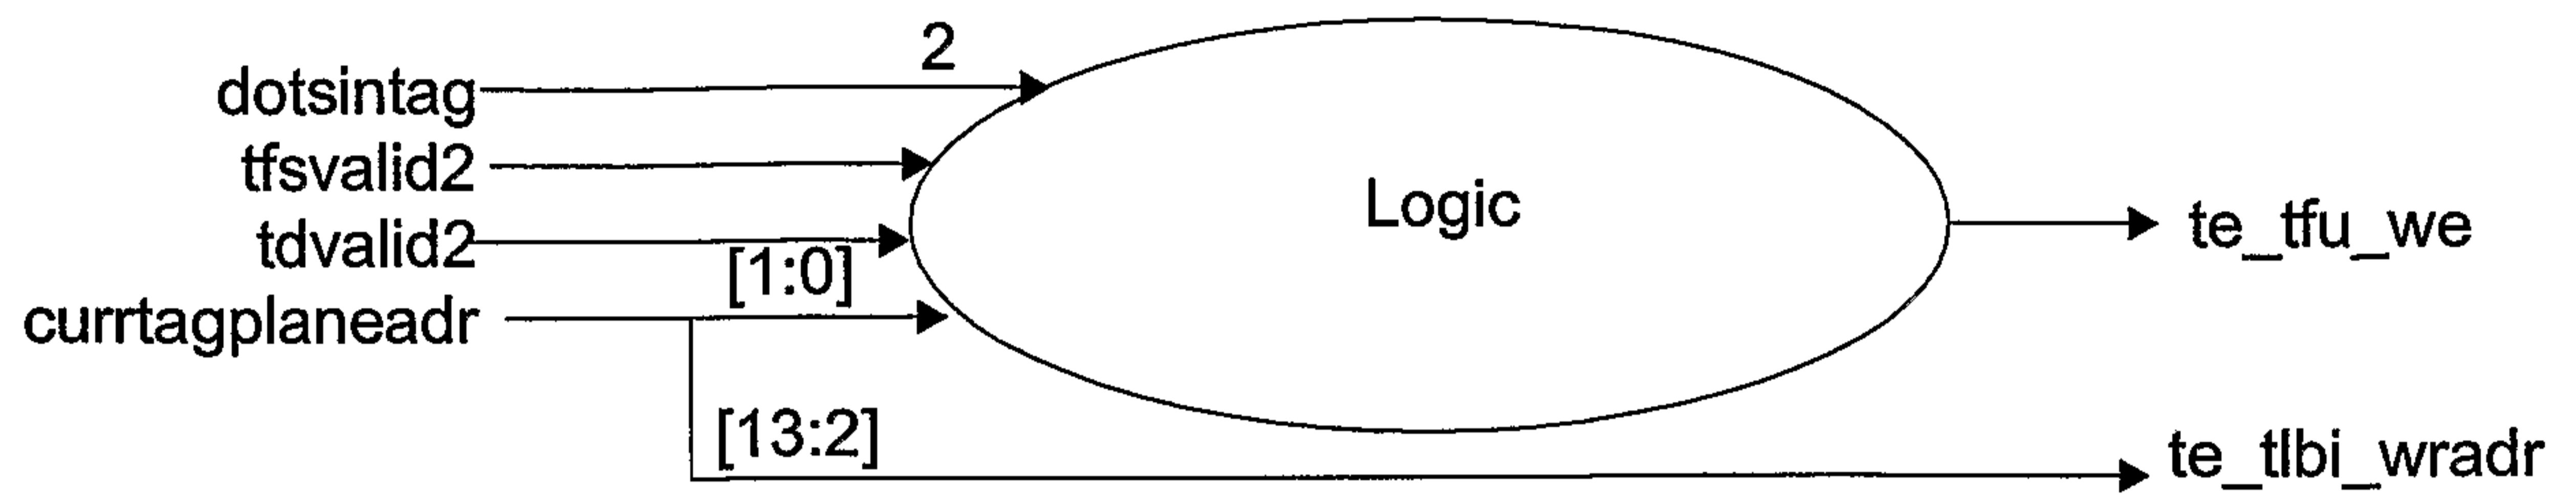 2
dotsintag
tfsvalid2
Logic
tdvalid2
te_tfu_we
[1:0]
currtagplaneadr
[13:2]
te_tlbi_wradr